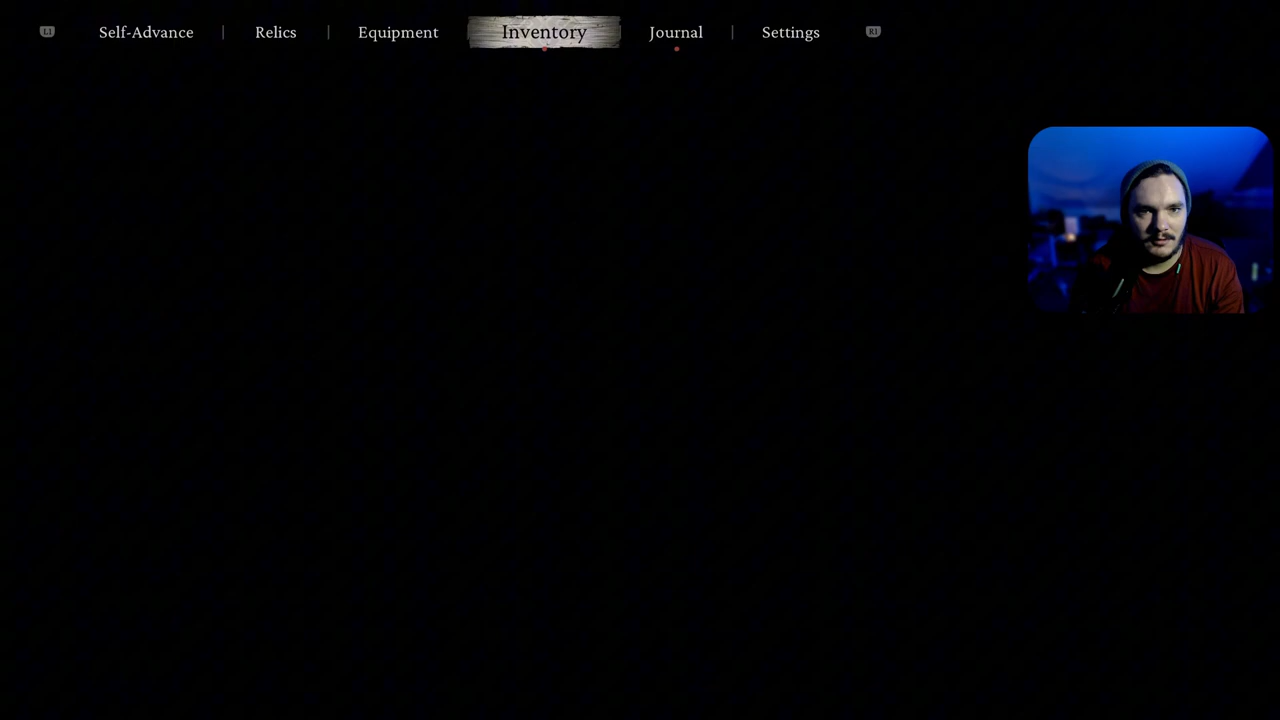 L1 Self-Advance | Relics | Equipment Inventory Journal | Settings R1